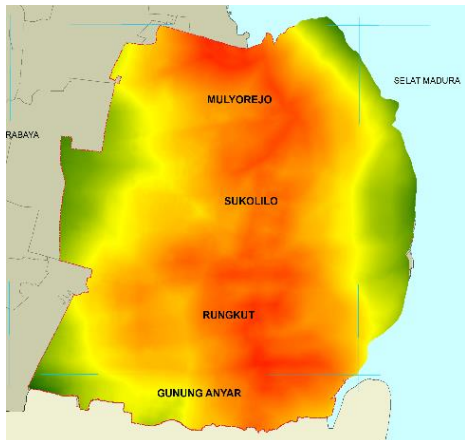 SELAT MADURA
MULYOREJO
RABAYA
SUKOLILO
RUNGKUT
GUNUNG ANYAR